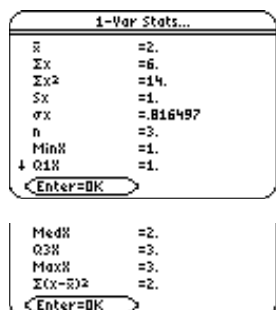 1-Var Stats...
x̄ =2.
Σx =6.
Σx² =14.
Sx =1.
σx =.816497
n =3.
MinX =1.
↓ Q1X =1.
Enter=OK
MedX =2.
Q3X =3.
MaxX =3.
Σ(x-x̄)² =2.
Enter=OK